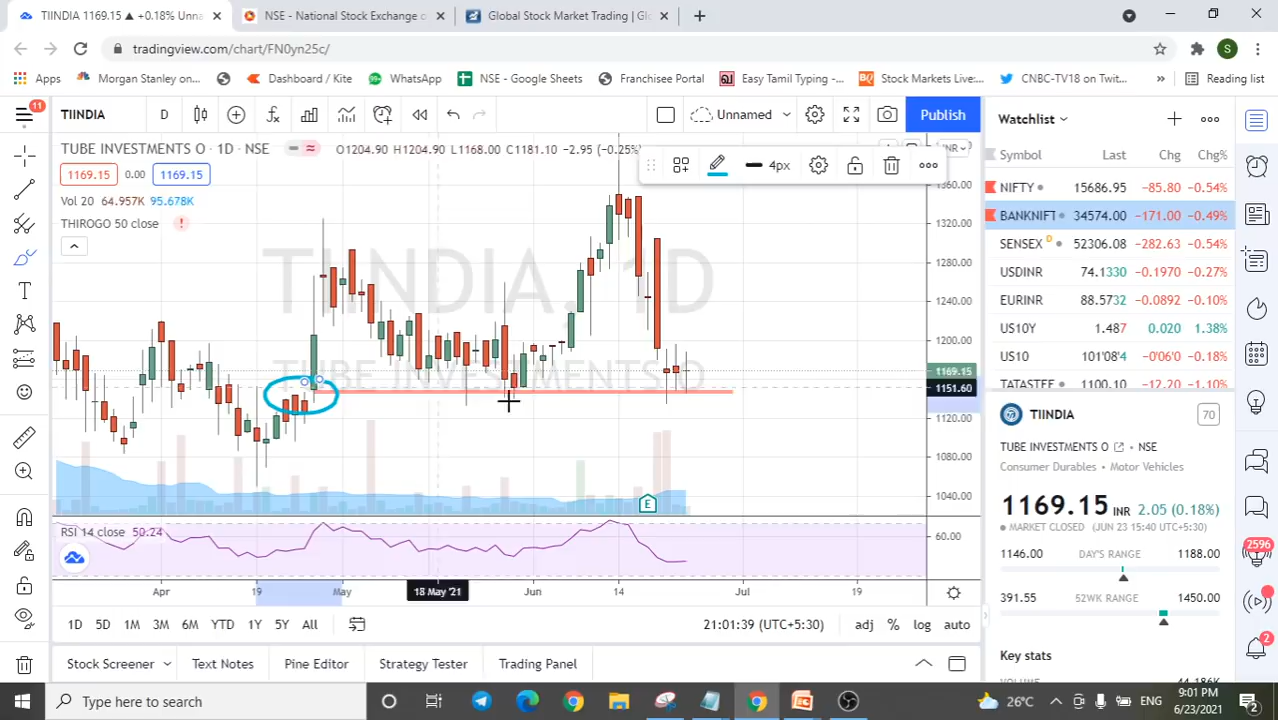 TIINDIA 1169.15 ▲ +0.18% Unna
NSE - National Stock Exchange o
Global Stock Market Trading | Gl
tradingview.com/chart/FN0yn25c/
S
Apps
Morgan Stanley on...
Dashboard / Kite
99+
WhatsApp
NSE - Google Sheets
Franchisee Portal
Easy Tamil Typing -...
BQ
Stock Markets Live:...
CNBC-TV18 on Twit...
»
Reading list
11
TIINDIA
D
Unnamed
Publish
Watchlist
TUBE INVESTMENTS O · 1D · NSE
O1204.90 H1204.90 L1168.00 C1181.10 −2.95 (−0.25%
1169.15 0.00 1169.15
4px
Vol 20 64.957K 95.678K
THIROGO 50 close
TIINDIA, 1D
TUBE INVESTMENTS O
1360.00
1320.00
1280.00
1240.00
1200.00
1169.15
1151.60
1120.00
1080.00
1040.00
E
RSI 14 close 50.24
60.00
Apr 19 May 18 May '21 Jun 14 Jul 19
1D 5D 1M 3M 6M YTD 1Y 5Y All
21:01:39 (UTC+5:30)
adj % log auto
Stock Screener
Text Notes
Pine Editor
Strategy Tester
Trading Panel
Symbol Last Chg Chg%
NIFTY 15686.95 −85.80 −0.54%
BANKNIFT 34574.00 −171.00 −0.49%
SENSEX D 52306.08 −282.63 −0.54%
USDINR 74.1330 −0.1970 −0.27%
EURINR 88.5732 −0.0892 −0.10%
US10Y 1.487 0.020 1.38%
US10 101'08'4 −0'06'0 −0.18%
TATASTEE 1100.10 −12.20 −1.10%
TIINDIA
70
TUBE INVESTMENTS O · NSE
Consumer Durables • Motor Vehicles
1169.15 INR 2.05 (0.18%)
MARKET CLOSED (JUN 23 15:40 UTC+5:30)
1146.00 DAY'S RANGE 1188.00
391.55 52WK RANGE 1450.00
Key stats
2596
2
Type here to search
26°C
ENG
9:01 PM
6/23/2021
2